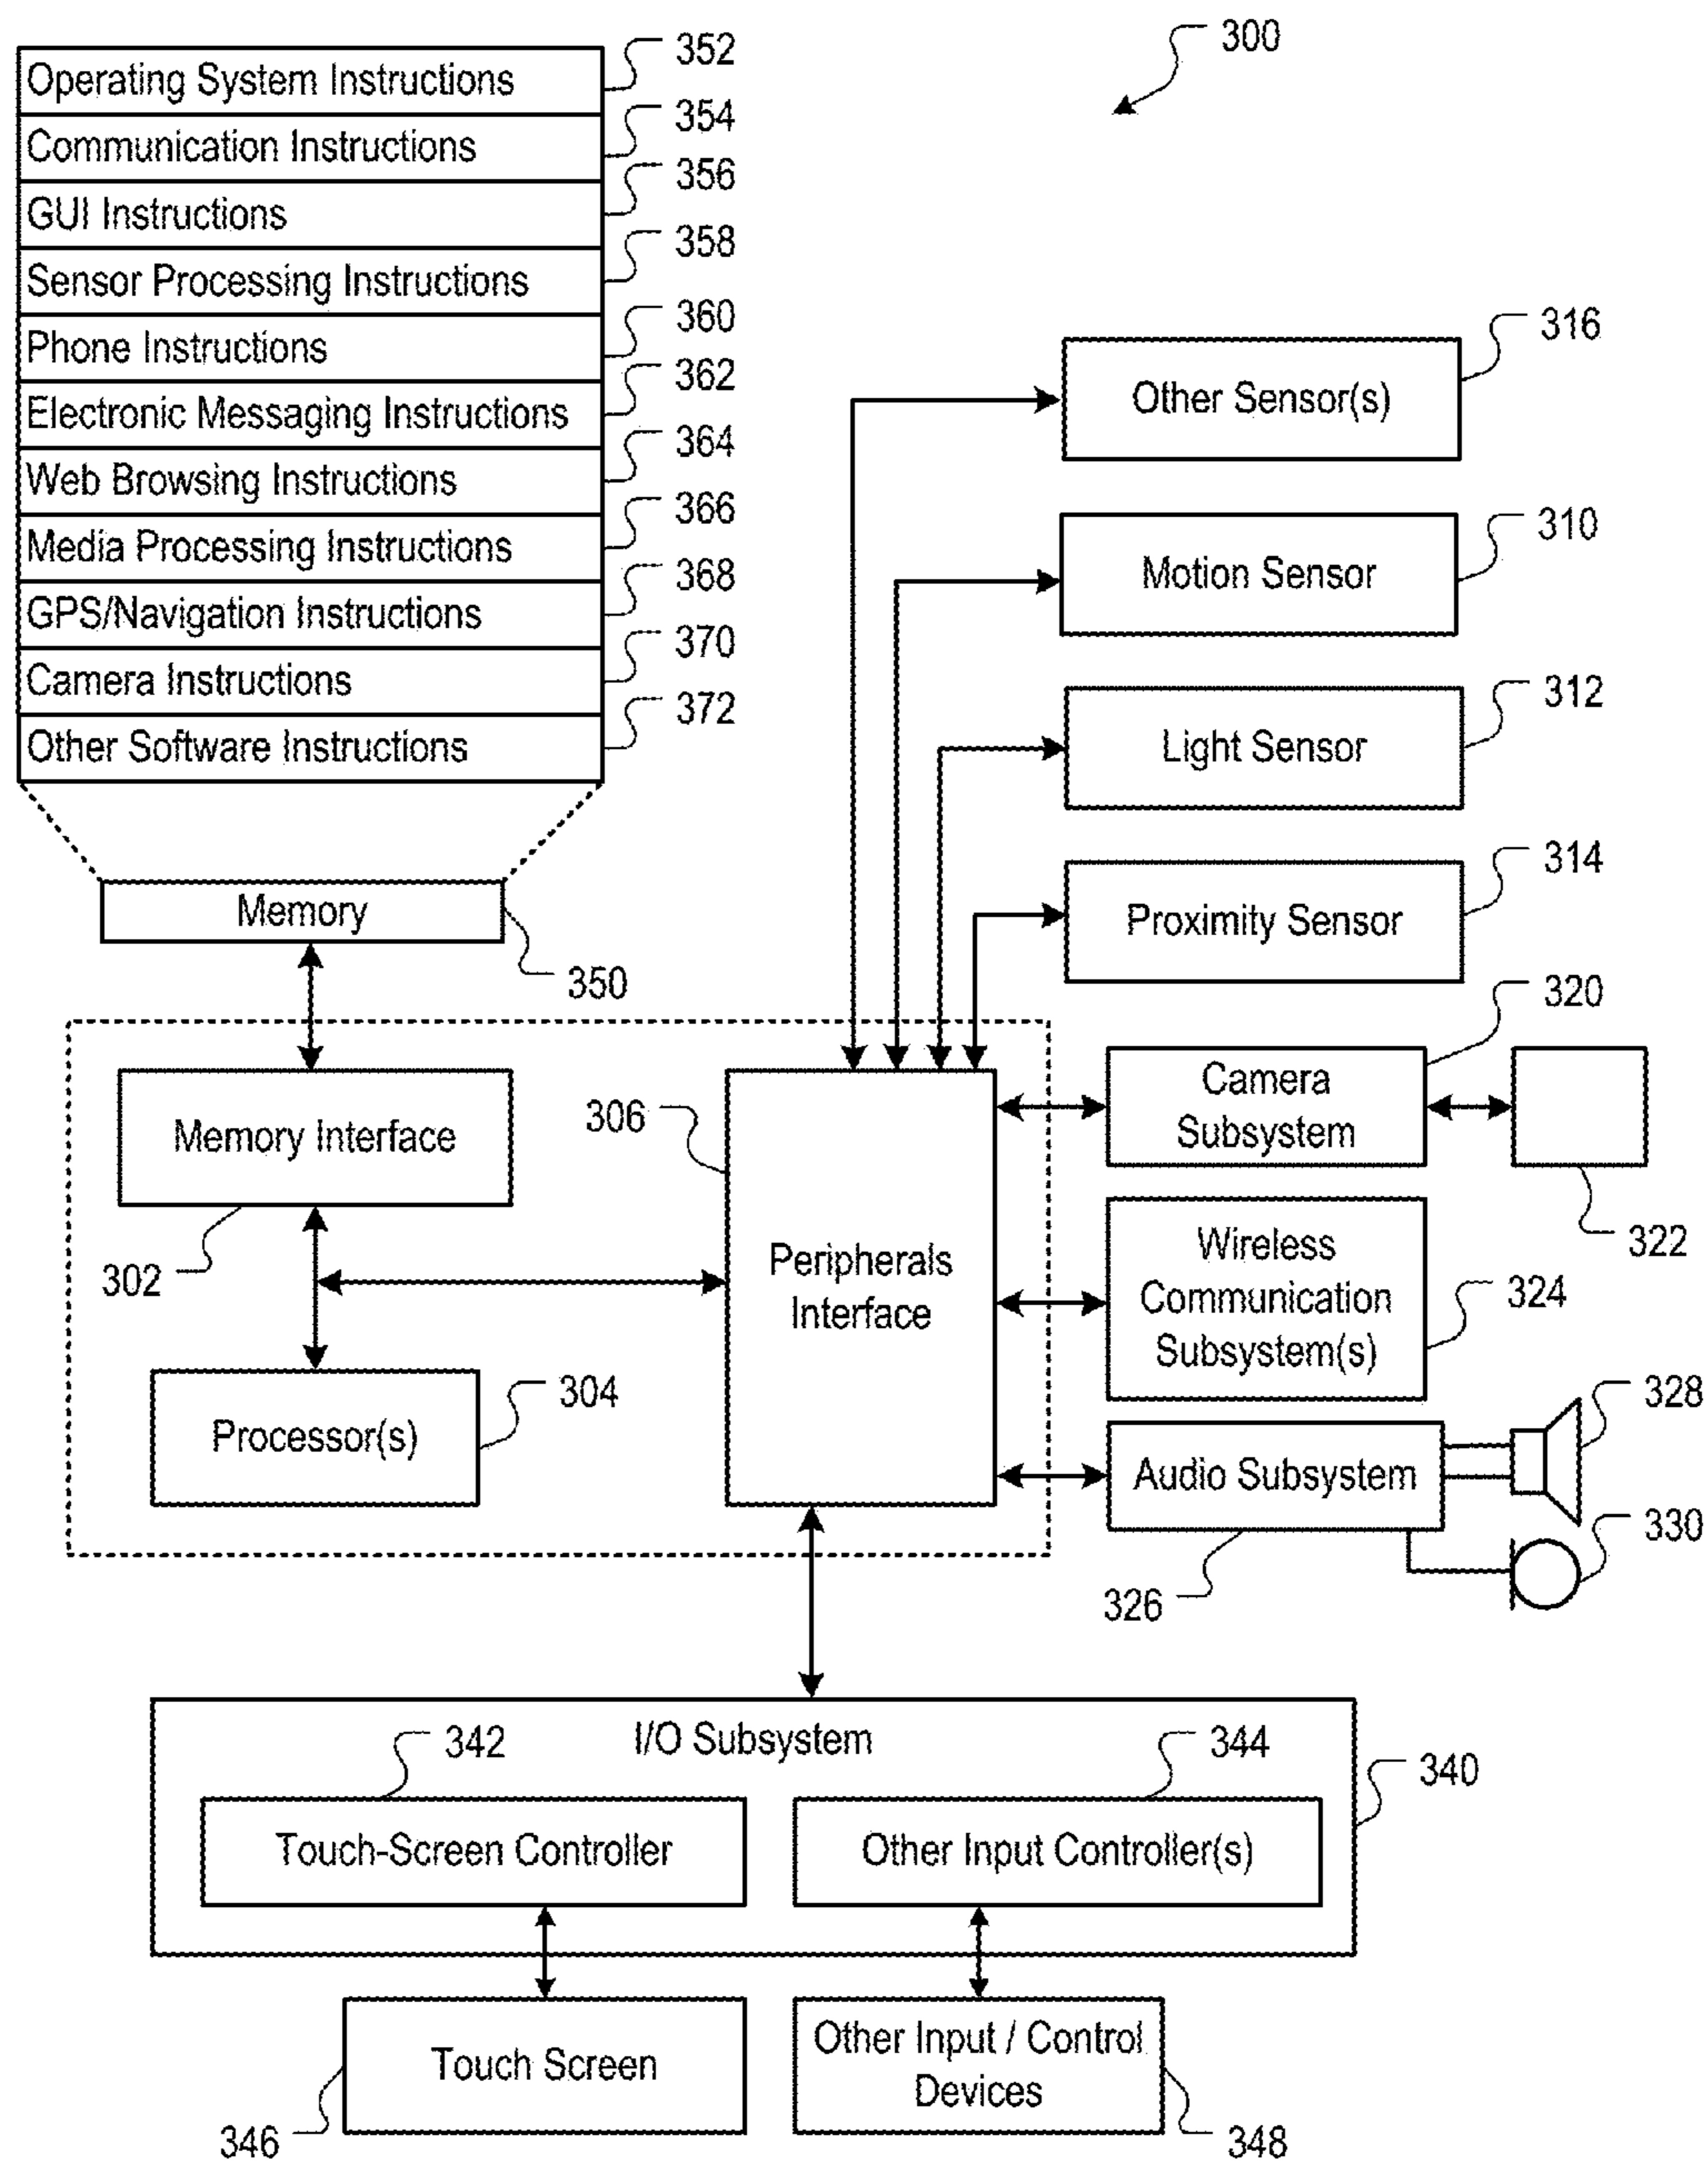 300
Operating System Instructions
352
Communication Instructions
354
GUI Instructions
356
Sensor Processing Instructions
358
Phone Instructions
360
Electronic Messaging Instructions
362
Web Browsing Instructions
364
Media Processing Instructions
366
GPS/Navigation Instructions
368
Camera Instructions
370
Other Software Instructions
372
Memory
350
Other Sensor(s)
316
Motion Sensor
310
Light Sensor
312
Proximity Sensor
314
Memory Interface
302
Processor(s)
304
306
Peripherals
Interface
Camera
Subsystem
320
322
Wireless
Communication
Subsystem(s)
324
Audio Subsystem
326
328
330
I/O Subsystem
340
342
Touch-Screen Controller
344
Other Input Controller(s)
Touch Screen
346
Other Input / Control
Devices
348